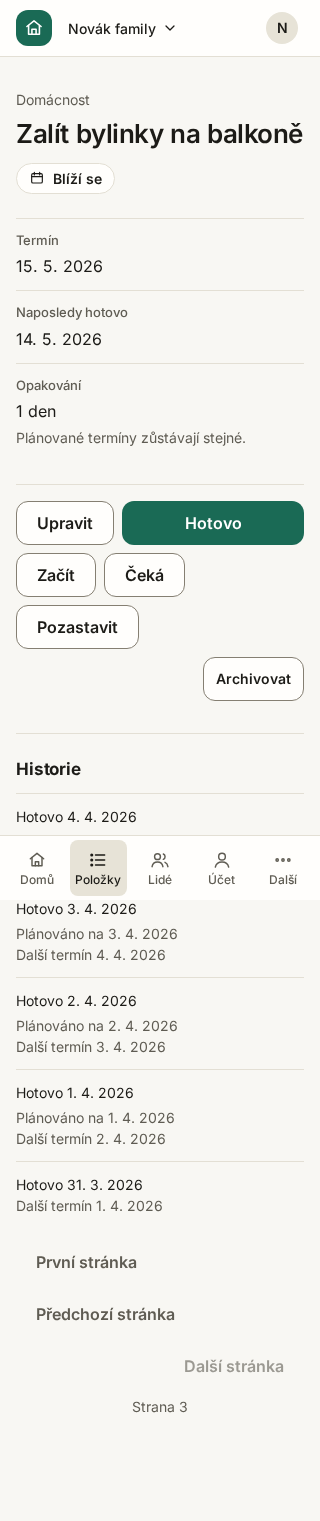 Novák family
N
Domácnost
Zalít bylinky na balkoně
Blíží se
Termín
15. 5. 2026
Naposledy hotovo
14. 5. 2026
Opakování
1 den
Plánované termíny zůstávají stejné.
Upravit
Hotovo
Začít
Čeká
Pozastavit
Archivovat
Historie
Hotovo 4. 4. 2026
Domů
Položky
Lidé
Účet
Další
Hotovo 3. 4. 2026
Plánováno na 3. 4. 2026
Další termín 4. 4. 2026
Hotovo 2. 4. 2026
Plánováno na 2. 4. 2026
Další termín 3. 4. 2026
Hotovo 1. 4. 2026
Plánováno na 1. 4. 2026
Další termín 2. 4. 2026
Hotovo 31. 3. 2026
Další termín 1. 4. 2026
První stránka
Předchozí stránka
Další stránka
Strana 3